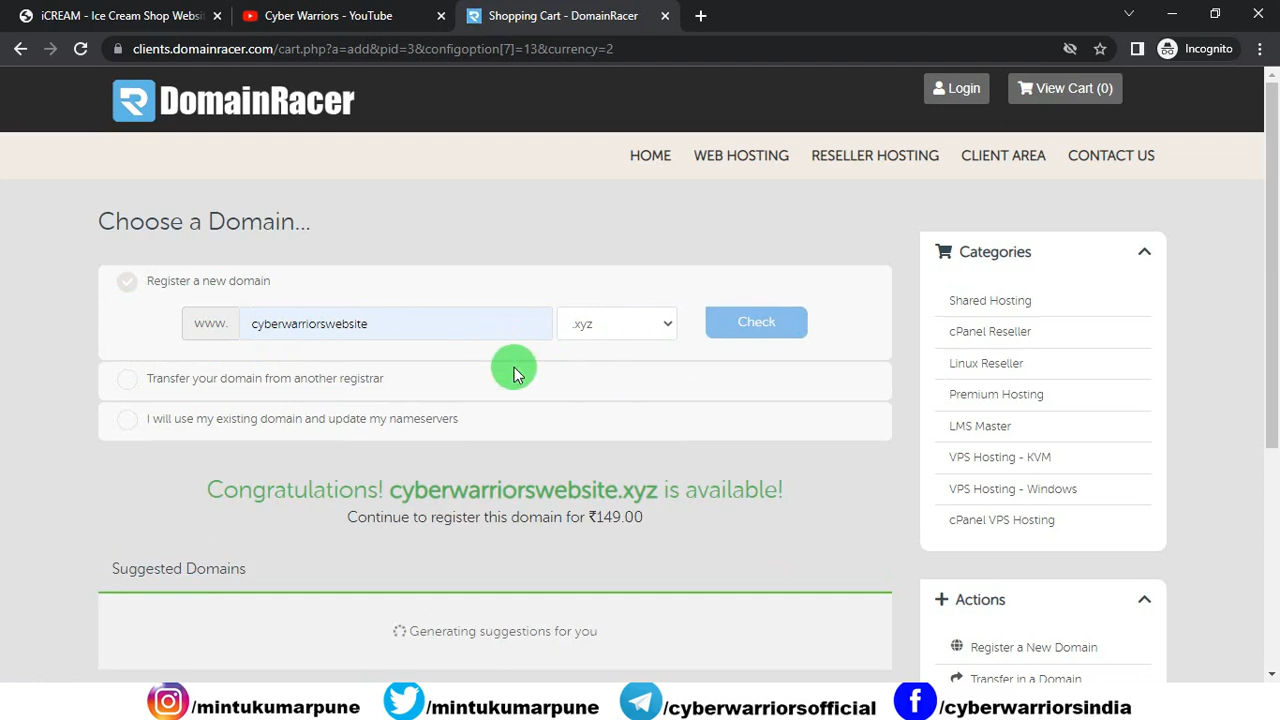 iCREAM - Ice Cream Shop Websi
Cyber Warriors - YouTube
Shopping Cart - DomainRacer
clients.domainracer.com/cart.php?a=add&pid=3&configoption[7]=13&currency=2
Incognito
DomainRacer
Login
View Cart (0)
HOME WEB HOSTING RESELLER HOSTING CLIENT AREA CONTACT US
Choose a Domain...
Register a new domain
www. cyberwarriorswebsite .xyz Check
Transfer your domain from another registrar
I will use my existing domain and update my nameservers
Congratulations! cyberwarriorswebsite.xyz is available!
Continue to register this domain for ₹149.00
Suggested Domains
Generating suggestions for you
Categories
Shared Hosting
cPanel Reseller
Linux Reseller
Premium Hosting
LMS Master
VPS Hosting - KVM
VPS Hosting - Windows
cPanel VPS Hosting
Actions
Register a New Domain
Transfer in a Domain
/mintukumarpune /mintukumarpune /cyberwarriorsofficial /cyberwarriorsindia